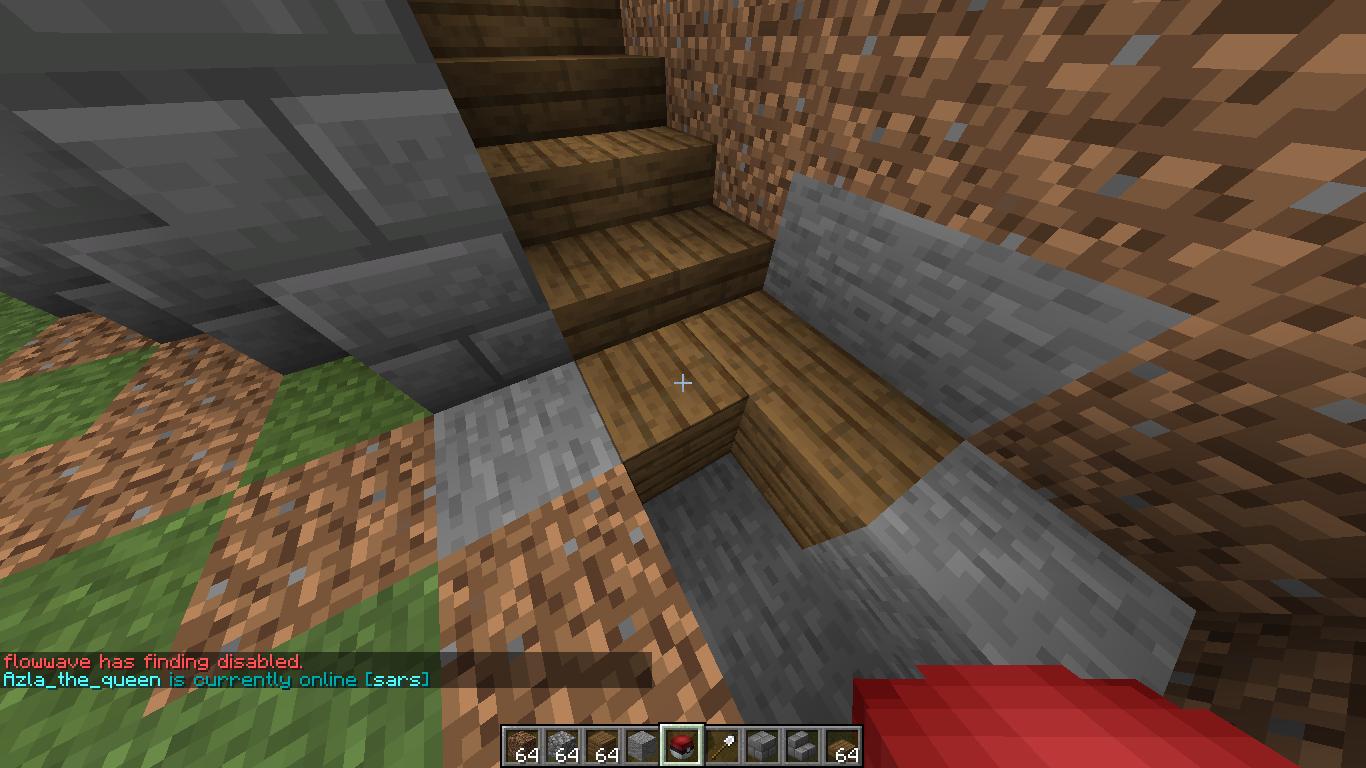 flowwave has finding disabled.
Azla_the_queen is currently online [sars]
64 64 64 64